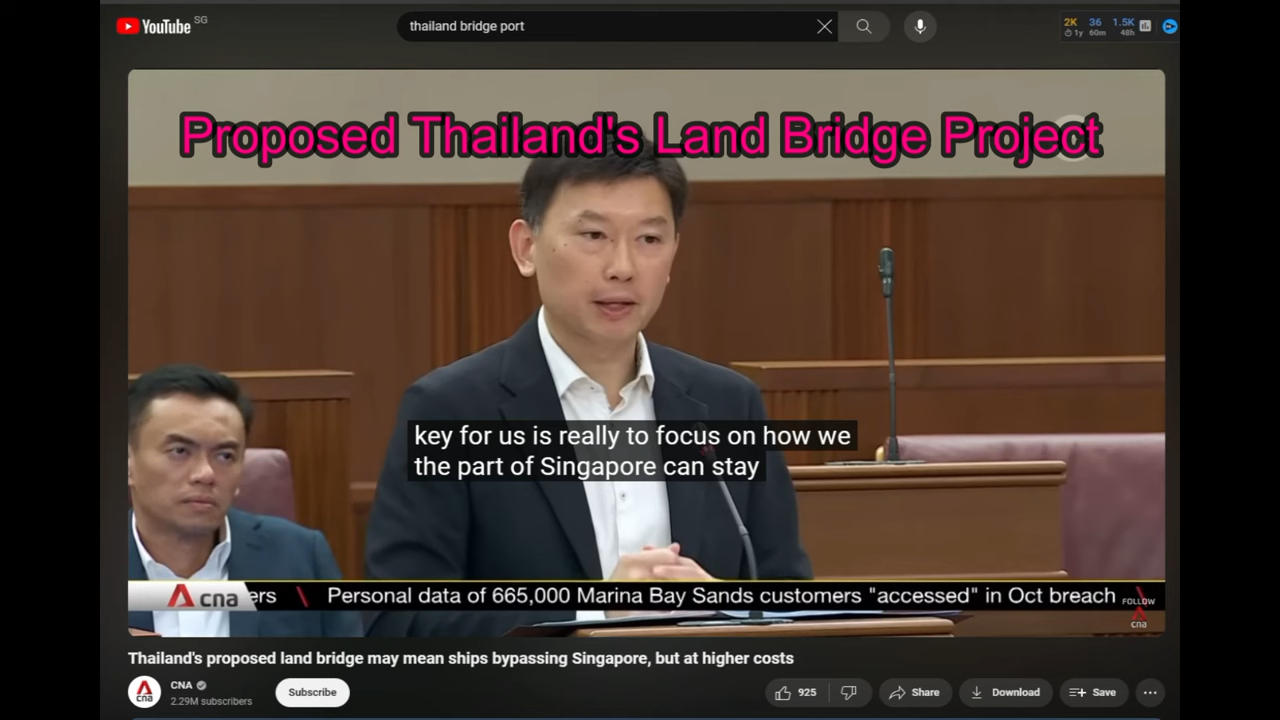 YouTube SG
thailand bridge port
2K 36 1.5K
1y 60m 48h
Proposed Thailand's Land Bridge Project
key for us is really to focus on how we
the part of Singapore can stay
cna ers \ Personal data of 665,000 Marina Bay Sands customers "accessed" in Oct breach \
FOLLOW
cna
Thailand's proposed land bridge may mean ships bypassing Singapore, but at higher costs
cna
CNA
2.29M subscribers
Subscribe
925
Share
Download
Save
...